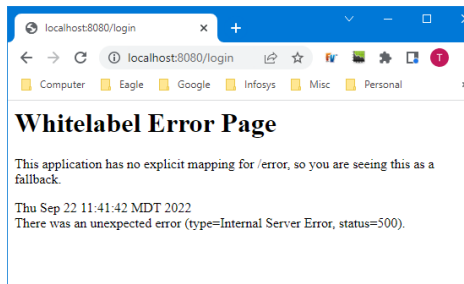 localhost:8080/login
localhost:8080/login
T
Computer Eagle Google Infosys Misc Personal
Whitelabel Error Page
This application has no explicit mapping for /error, so you are seeing this as a
fallback.
Thu Sep 22 11:41:42 MDT 2022
There was an unexpected error (type=Internal Server Error, status=500).